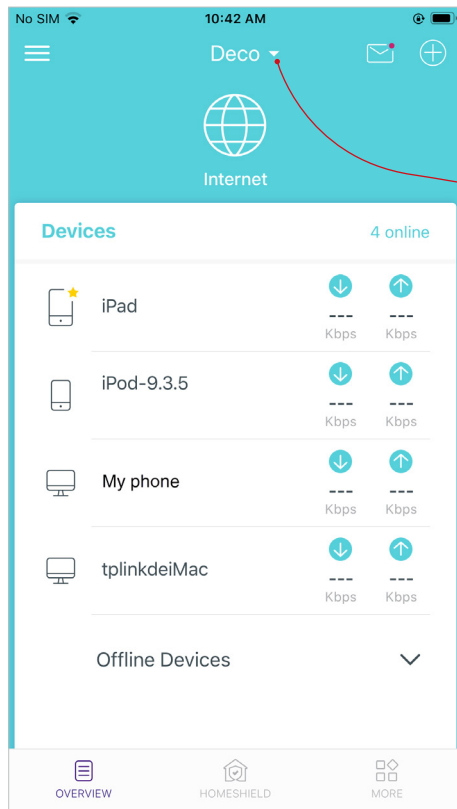 No SIM 10:42 AM
Deco
Internet
Devices 4 online
iPad
--- ---
Kbps Kbps
iPod-9.3.5
--- ---
Kbps Kbps
My phone
--- ---
Kbps Kbps
tplinkdeiMac
--- ---
Kbps Kbps
Offline Devices
OVERVIEW HOMESHIELD MORE